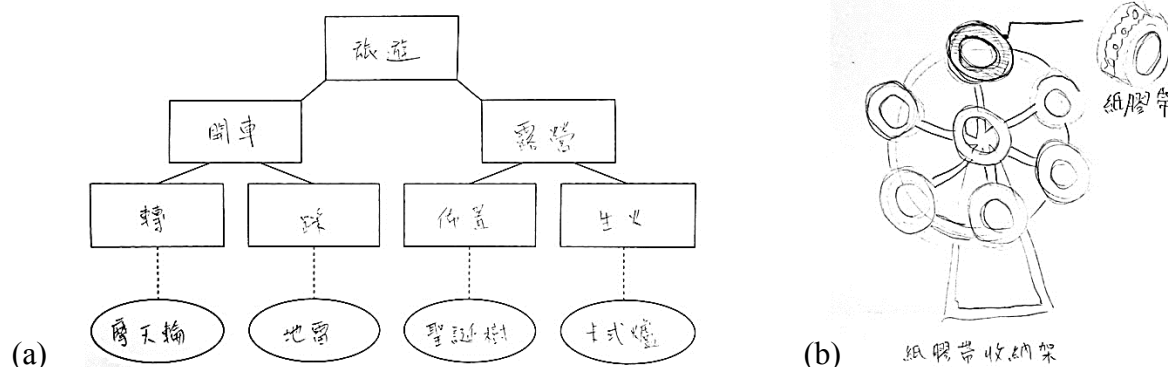 旅遊
開車 露營
轉 踩 佈置 生火
摩天輪 地雷 聖誕樹 卡式爐
(a)
紙膠帶
紙膠帶收納架
(b)